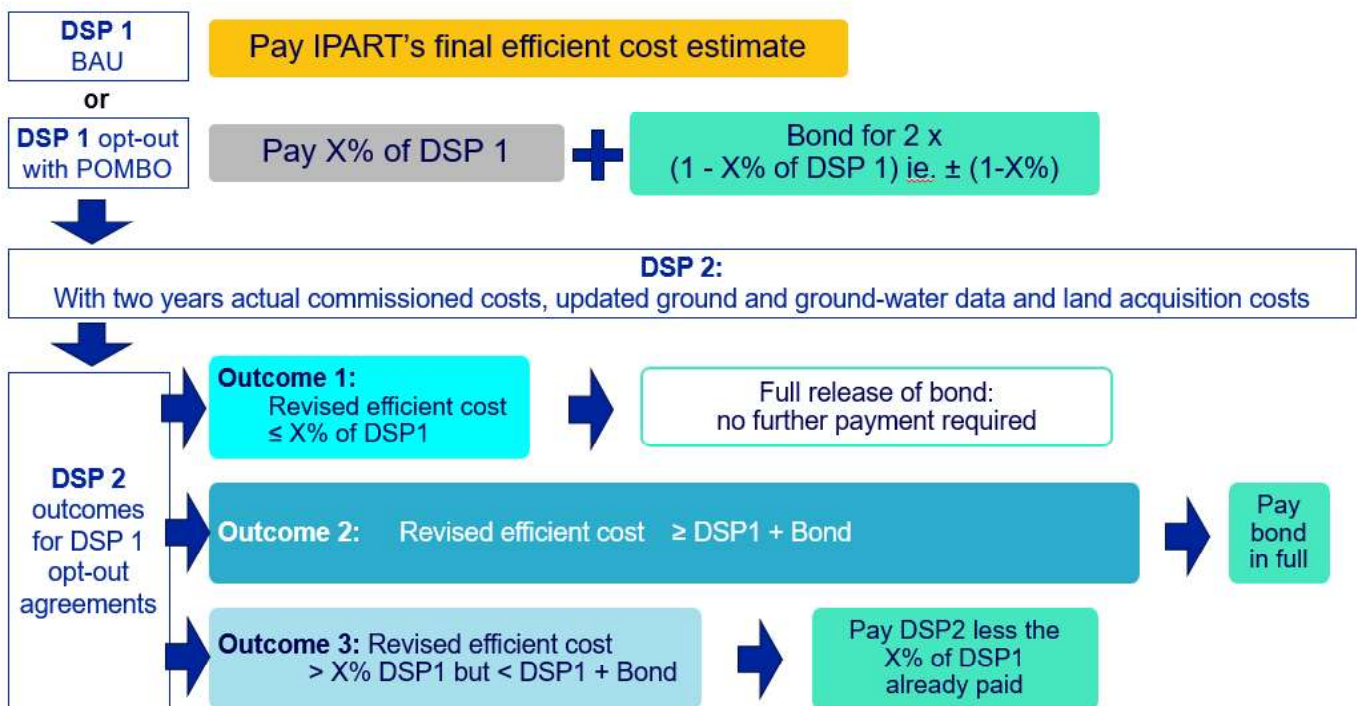 DSP 1
BAU
Pay IPART's final efficient cost estimate
or
DSP 1 opt-out
with POMBO
Pay X% of DSP 1
Bond for 2 x
(1 - X% of DSP 1) ie. ± (1-X%)
DSP 2:
With two years actual commissioned costs, updated ground and ground-water data and land acquisition costs
DSP 2
outcomes
for DSP 1
opt-out
agreements
Outcome 1:
Revised efficient cost
≤ X% of DSP1
Full release of bond:
no further payment required
Outcome 2: Revised efficient cost ≥ DSP1 + Bond
Pay
bond
in full
Outcome 3: Revised efficient cost
> X% DSP1 but < DSP1 + Bond
Pay DSP2 less the
X% of DSP1
already paid